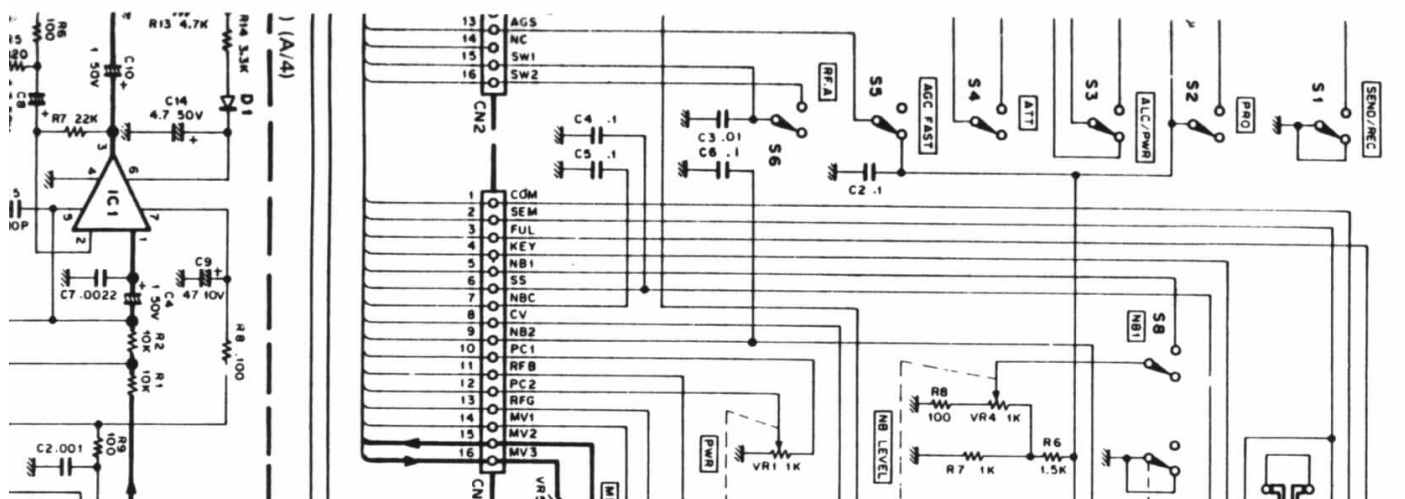 R6
100
R13 4.7K
R14 3.3K
) (A/4)
13 AGS
14 NC
15 SW1
16 SW2
CN2
1 50V
C10
+
C8
R7 22K
C14
4.7 50V
+
D1
3
4
6
IC1
5
7
2
1
C7 .0022
C9
+
47 10V
C4
+
1 50V
R2
10K
R1
10K
R8 .100
C2 .001
R9
100
C4 .1
C5 .1
C3 .01
C6 .1
RF/A
S6
S5
AGC FAST
C2 .1
S4
ATT
S3
ALC/PWR
S2
PRO
S1
SEND/REC
1 COM
2 SEM
3 FUL
4 KEY
5 NB1
6 SS
7 NBC
8 CV
9 NB2
10 PC1
11 RFB
12 PC2
13 RFG
14 MV1
15 MV2
16 MV3
CN
PWR
VR1 1K
NB LEVEL
R8
100
VR4 1K
R7 1K
R6
1.5K
S8
NB1